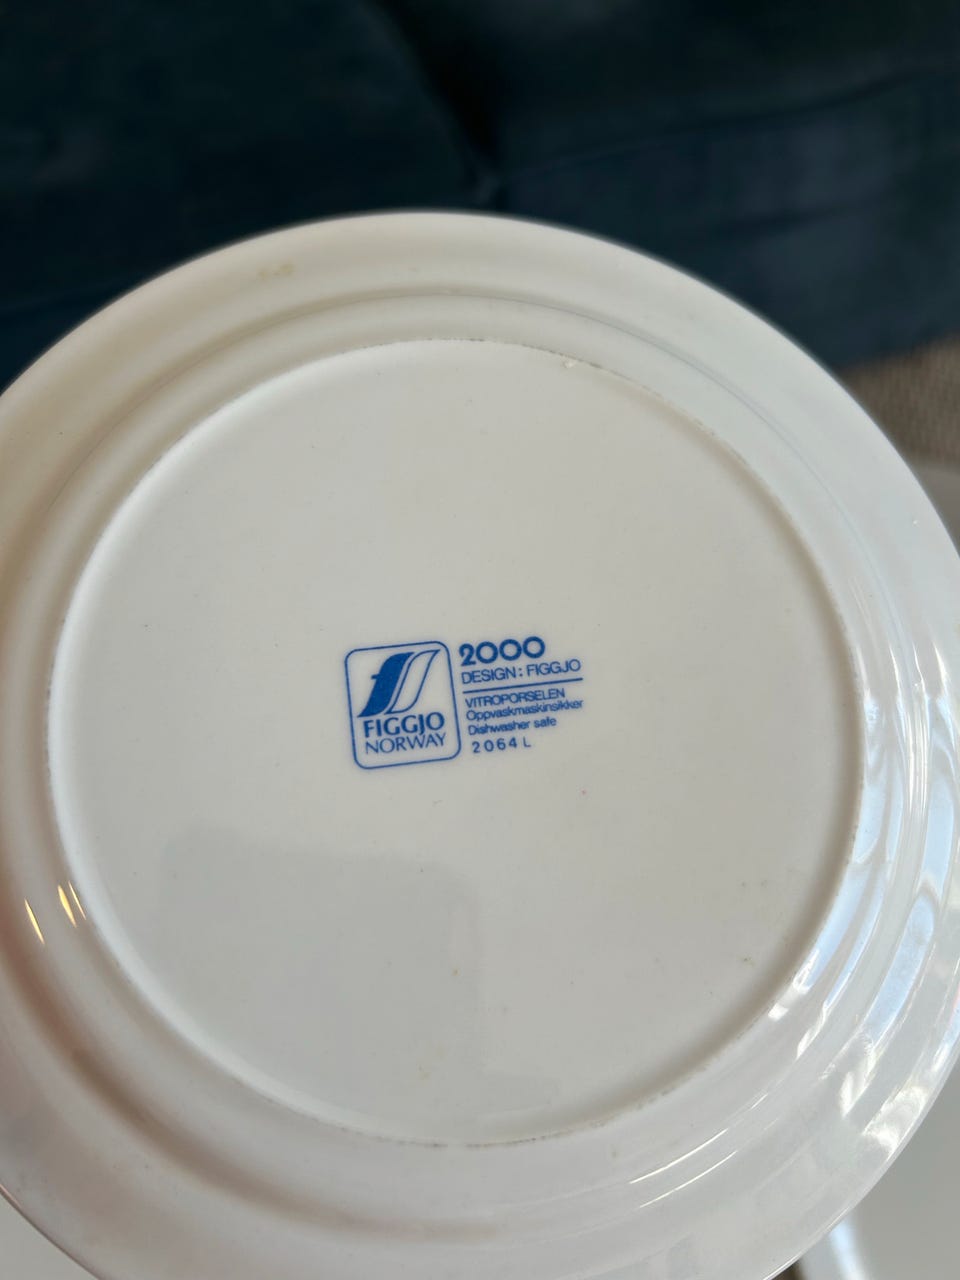 FIGGJO
NORWAY
2000
DESIGN: FIGGJO
VITROPORSELEN
Oppvaskmaskinsikker
Dishwasher safe
2064 L